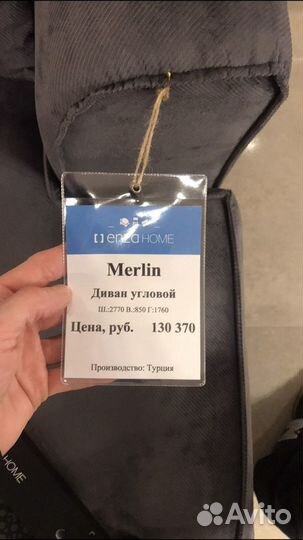 enza HOME
Merlin
Диван угловой
Ш.:2770 В.:850 Г:1760
Цена, руб. 130 370
Производство: Турция
HOME
Avito